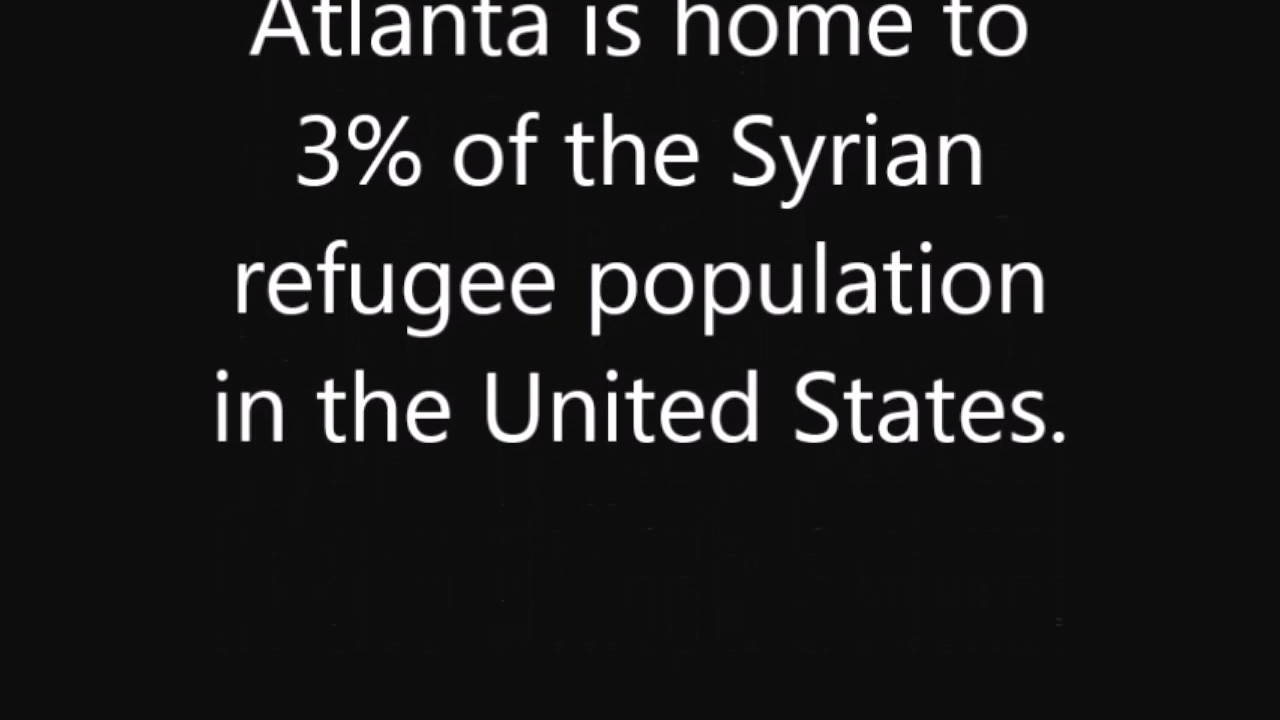 Atlanta is home to
3% of the Syrian
refugee population
in the United States.